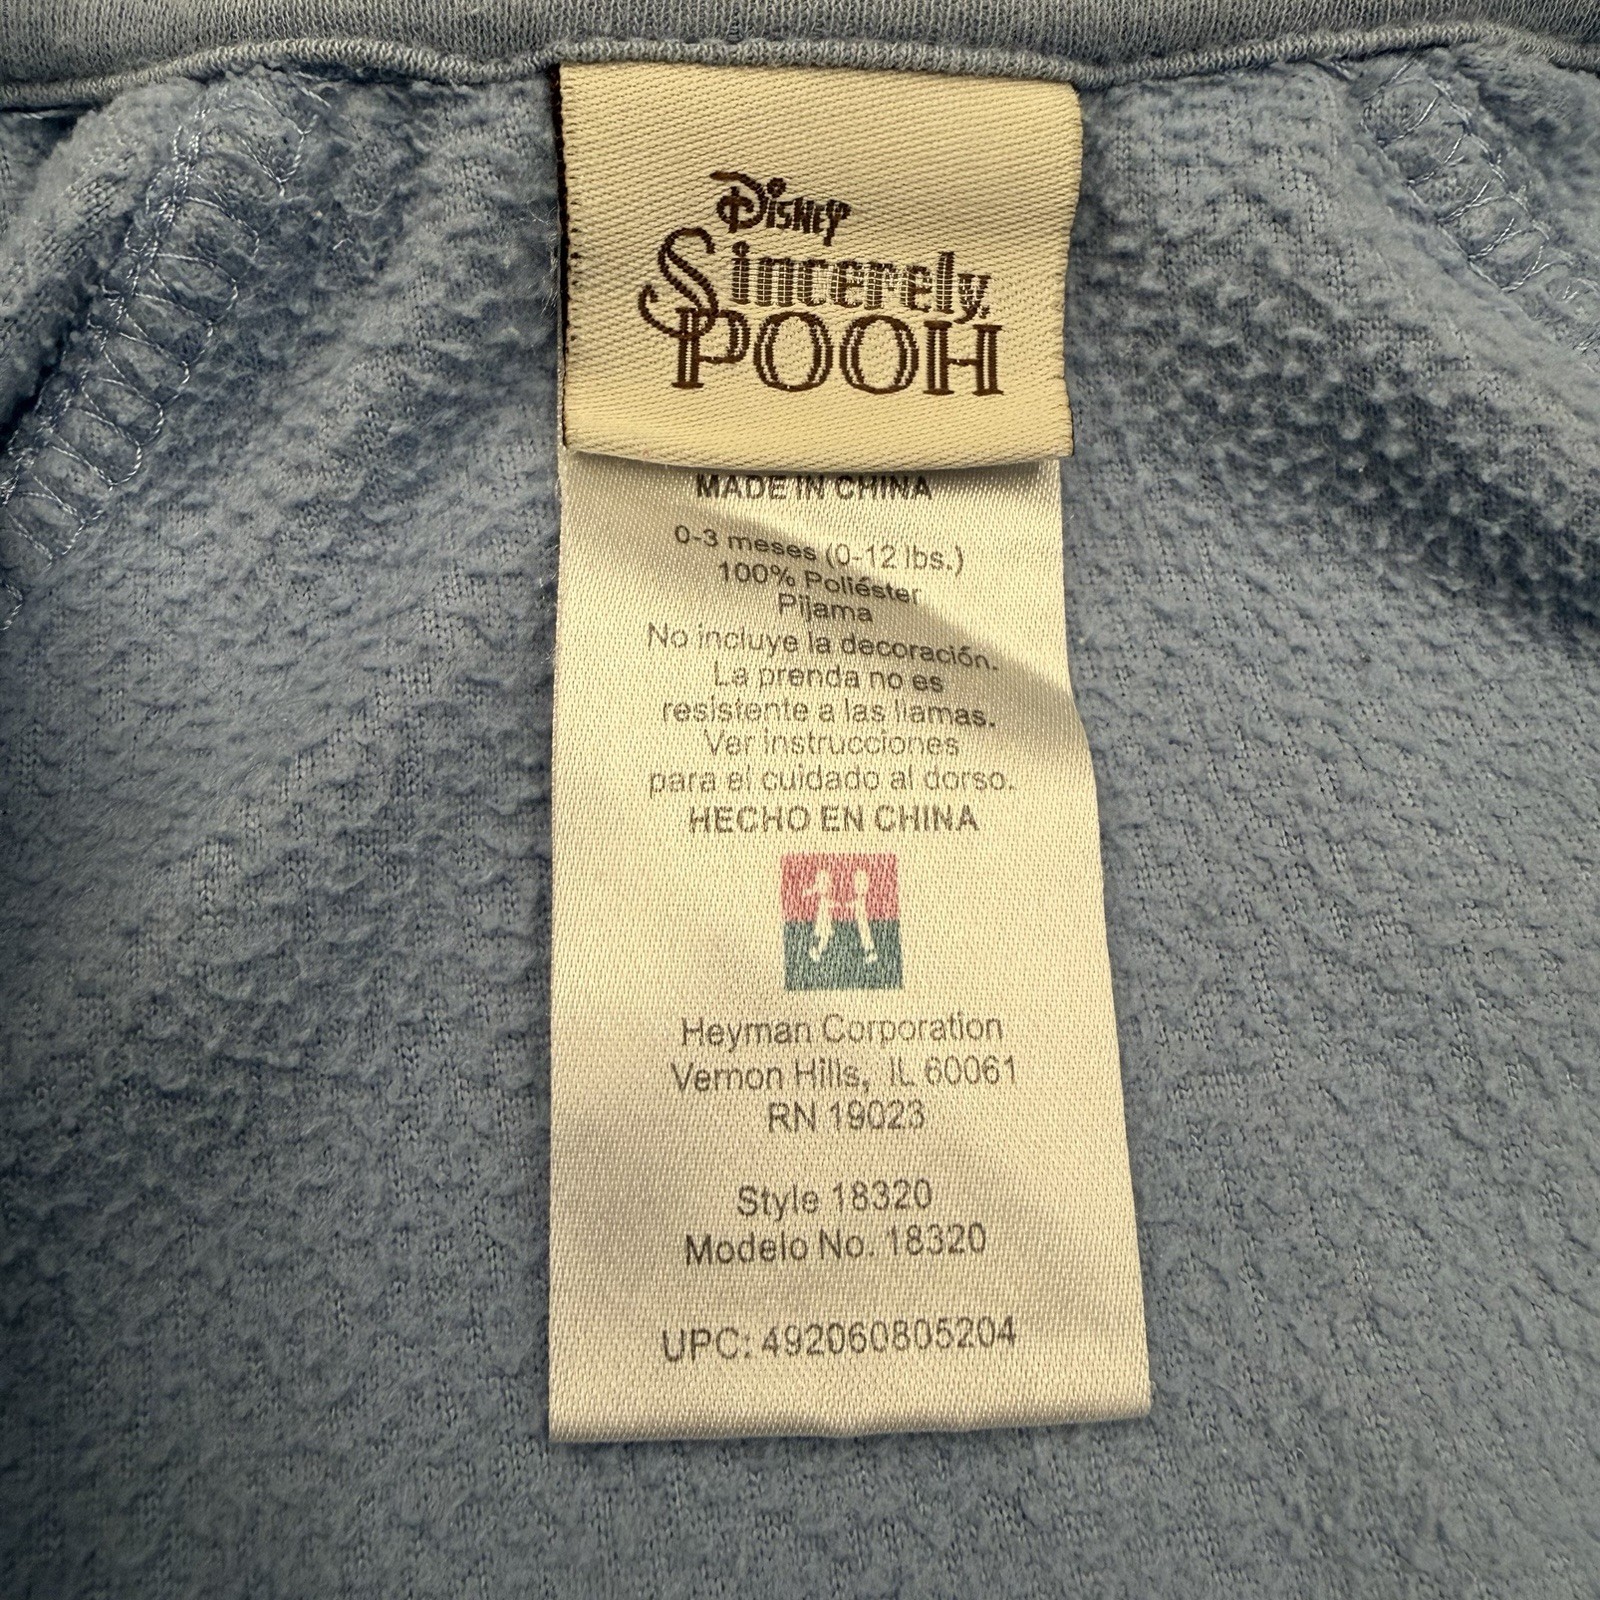 Disney
Sincerely,
POOH
MADE IN CHINA
0-3 meses (0-12 lbs.)
100% Poliéster
Pijama
No incluye la decoración.
La prenda no es
resistente a las llamas.
Ver instrucciones
para el cuidado al dorso.
HECHO EN CHINA
Heyman Corporation
Vernon Hills, IL 60061
RN 19023
Style 18320
Modelo No. 18320
UPC: 492060805204